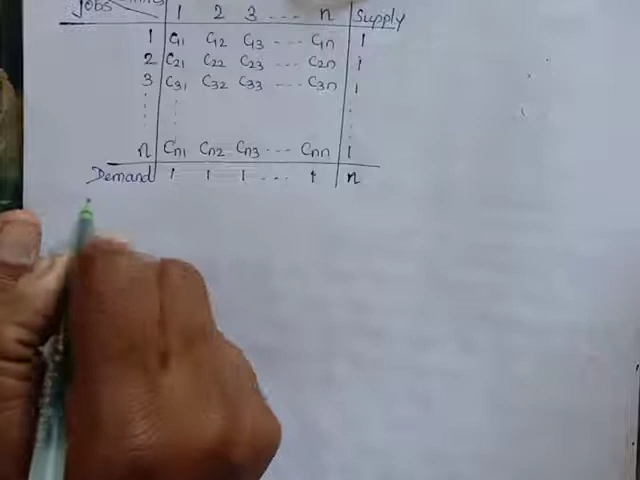 Jobs 1 2 3 .... n Supply
1 C11 C12 C13 .... C1n 1
2 C21 C22 C23 .... C2n 1
3 C31 C32 C33 .... C3n 1
n Cn1 Cn2 Cn3 .... Cnn 1
Demand 1 1 1 .... 1 n